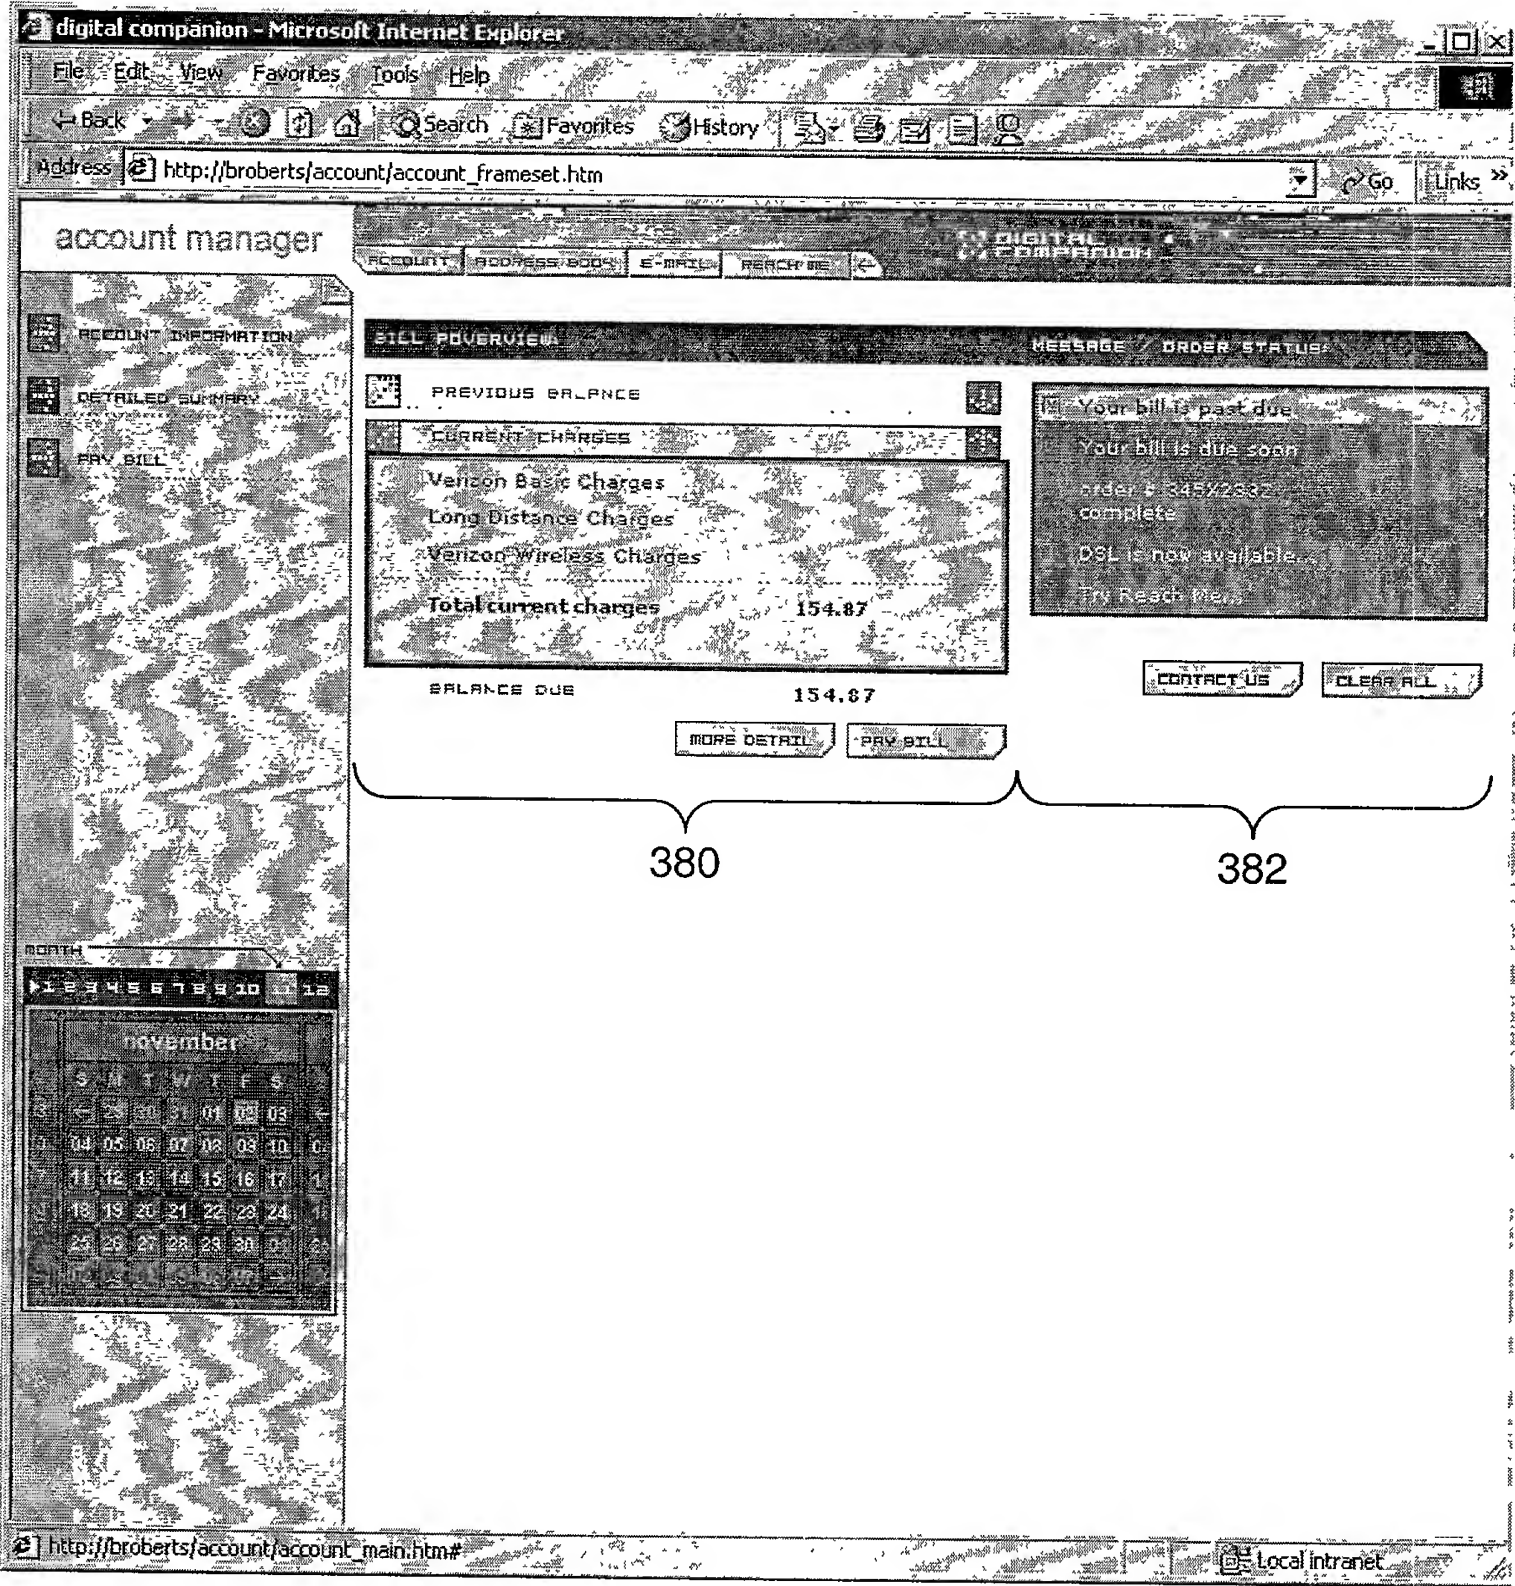 digital companion - Microsoft Internet Explorer
File Edit View Favorites Tools Help
Back Search Favorites History
Address http://broberts/account/account_frameset.htm Go Links »
account manager
ACCOUNT ADDRESS BOOK E-MAIL REACH ME
DIGITAL
COMPANION
ACCOUNT INFORMATION
DETAILED SUMMARY
PAY BILL
BILL POVERVIEW:
PREVIOUS BALANCE
CURRENT CHARGES
Verizon Basic Charges
Long Distance Charges
Verizon Wireless Charges
Total current charges 154.87
BALANCE DUE 154.87
MORE DETAIL PAY BILL
MESSAGE / ORDER STATUS:
Your bill is past due
Your bill is due soon
complete
DSL is now available...
Try Reach Me...
CONTACT US CLEAR ALL
380
382
MONTH
1 2 3 4 5 6 7 8 9 10 11 12
november
S M T W T F S
29 30 31 01 02 03
04 05 06 07 08 09 10
11 12 13 14 15 16 17
18 19 20 21 22 23 24
25 26 27 28 29 30 01
http://broberts/account/account_main.htm#
Local intranet